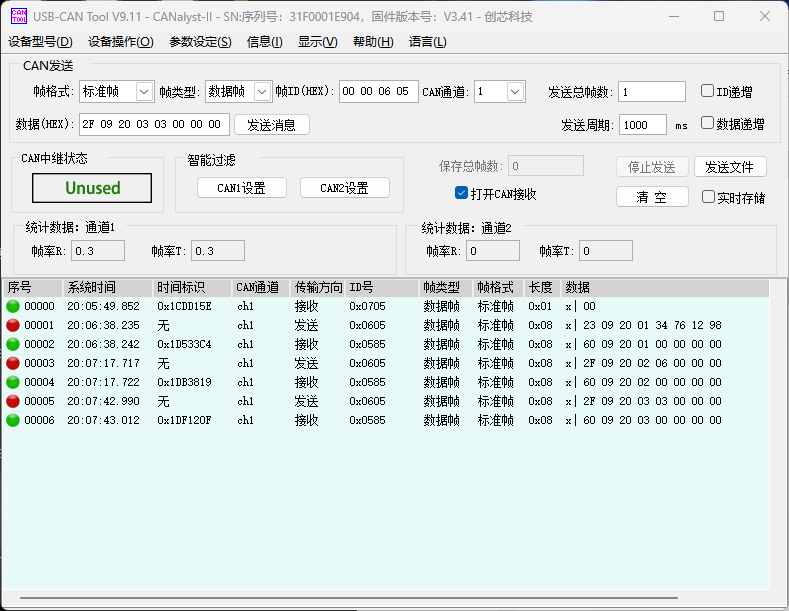 CAN TOOL USB-CAN Tool V9.11 - CANalyst-II - SN:序列号: 31F0001E904, 固件版本号: V3.41 - 创芯科技
设备型号(D) 设备操作(O) 参数设定(S) 信息(I) 显示(V) 帮助(H) 语言(L)
CAN发送
帧格式: 标准帧 帧类型: 数据帧 帧ID(HEX): 00 00 06 05 CAN通道: 1 发送总帧数: 1 ID递增
数据(HEX): 2F 09 20 03 03 00 00 00 发送消息 发送周期: 1000 ms 数据递增
CAN中继状态 智能过滤 保存总帧数: 0 停止发送 发送文件
Unused CAN1设置 CAN2设置 打开CAN接收 清 空 实时存储
统计数据: 通道1 统计数据: 通道2
帧率R: 0.3 帧率T: 0.3 帧率R: 0 帧率T: 0
序号 系统时间 时间标识 CAN通道 传输方向 ID号 帧类型 帧格式 长度 数据
00000 20:05:49.852 0x1CDD15E ch1 接收 0x0705 数据帧 标准帧 0x01 x| 00
00001 20:06:38.235 无 ch1 发送 0x0605 数据帧 标准帧 0x08 x| 23 09 20 01 34 76 12 98
00002 20:06:38.242 0x1D533C4 ch1 接收 0x0585 数据帧 标准帧 0x08 x| 60 09 20 01 00 00 00 00
00003 20:07:17.717 无 ch1 发送 0x0605 数据帧 标准帧 0x08 x| 2F 09 20 02 06 00 00 00
00004 20:07:17.722 0x1DB3819 ch1 接收 0x0585 数据帧 标准帧 0x08 x| 60 09 20 02 00 00 00 00
00005 20:07:42.990 无 ch1 发送 0x0605 数据帧 标准帧 0x08 x| 2F 09 20 03 03 00 00 00
00006 20:07:43.012 0x1DF120F ch1 接收 0x0585 数据帧 标准帧 0x08 x| 60 09 20 03 00 00 00 00